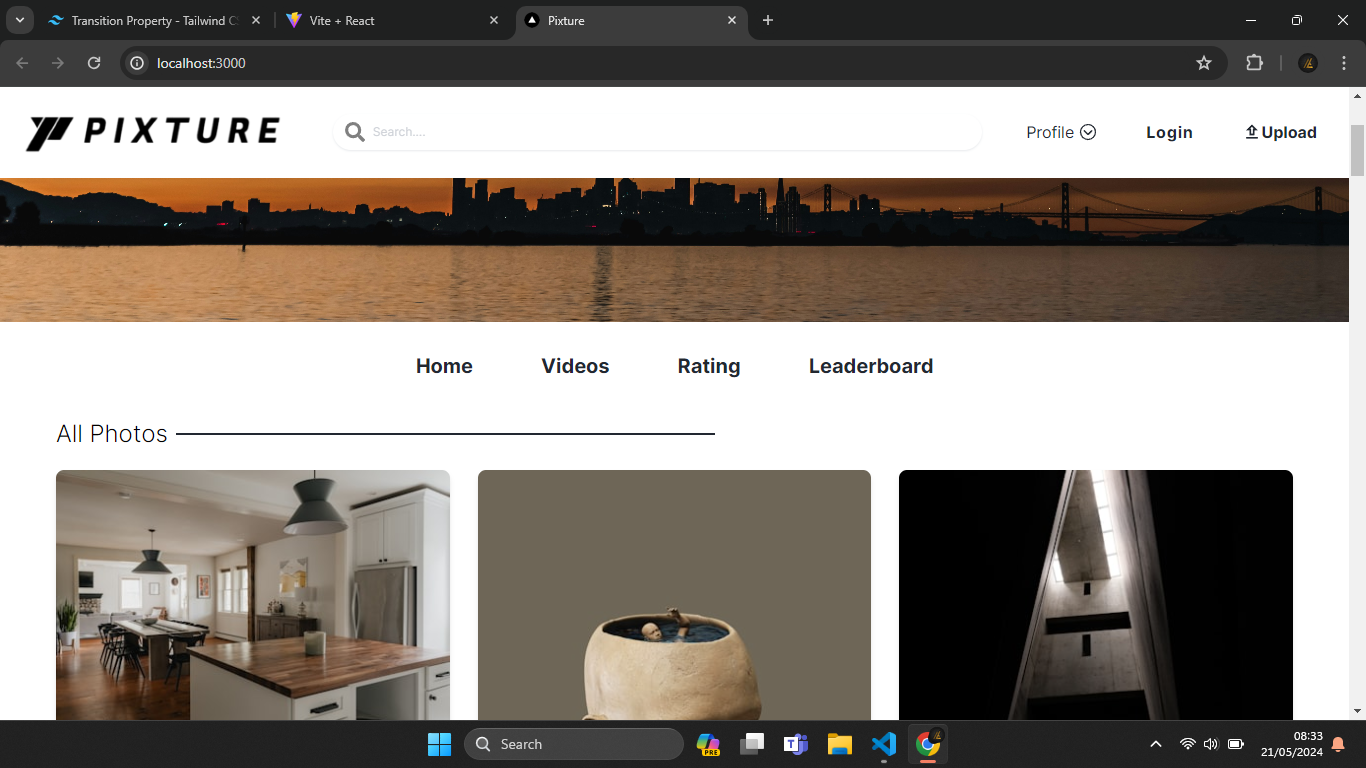 Transition Property - Tailwind C
Vite + React
Pixture
localhost:3000
PIXTURE
Search....
Profile
Login
Upload
Home
Videos
Rating
Leaderboard
All Photos
Search
PRE
08:33
21/05/2024